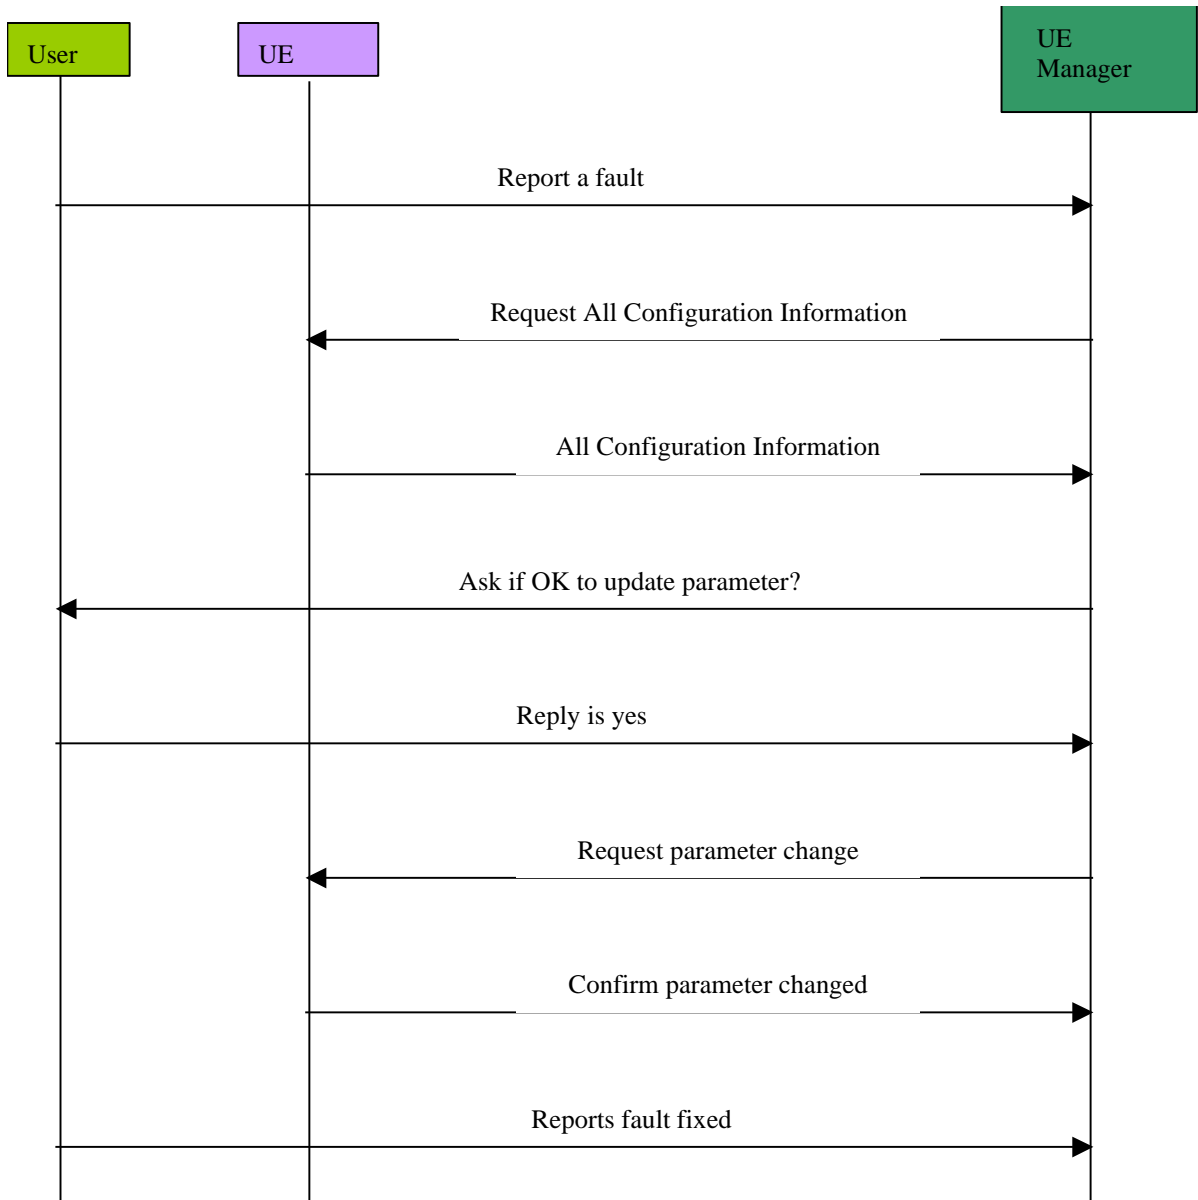 User
UE
UE
Manager
Report a fault
Request All Configuration Information
All Configuration Information
Ask if OK to update parameter?
Reply is yes
Request parameter change
Confirm parameter changed
Reports fault fixed